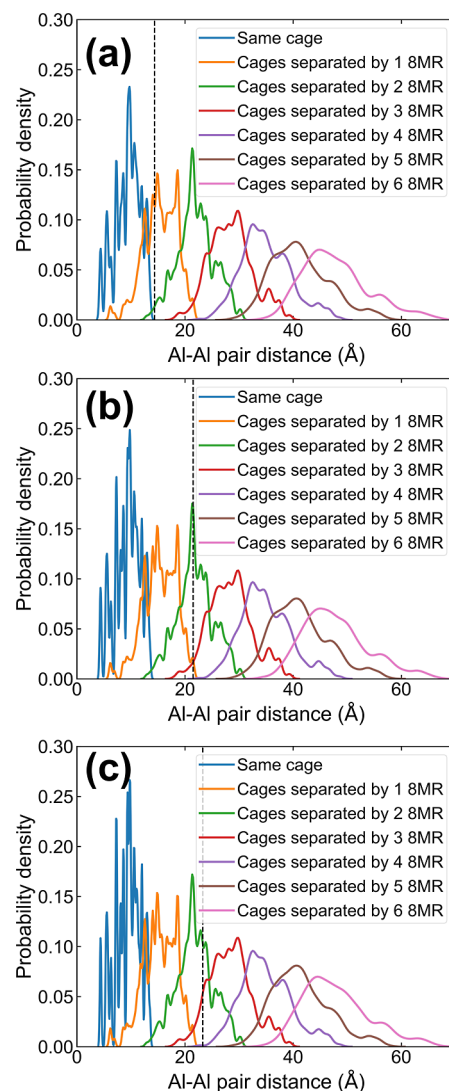 (a)
0.30
0.25
0.20
0.15
0.10
0.05
0.00
Probability density
Same cage
Cages separated by 1 8MR
Cages separated by 2 8MR
Cages separated by 3 8MR
Cages separated by 4 8MR
Cages separated by 5 8MR
Cages separated by 6 8MR
0 20 40 60
Al-Al pair distance (Å)
(b)
0.30
0.25
0.20
0.15
0.10
0.05
0.00
Probability density
Same cage
Cages separated by 1 8MR
Cages separated by 2 8MR
Cages separated by 3 8MR
Cages separated by 4 8MR
Cages separated by 5 8MR
Cages separated by 6 8MR
0 20 40 60
Al-Al pair distance (Å)
(c)
0.30
0.25
0.20
0.15
0.10
0.05
0.00
Probability density
Same cage
Cages separated by 1 8MR
Cages separated by 2 8MR
Cages separated by 3 8MR
Cages separated by 4 8MR
Cages separated by 5 8MR
Cages separated by 6 8MR
0 20 40 60
Al-Al pair distance (Å)